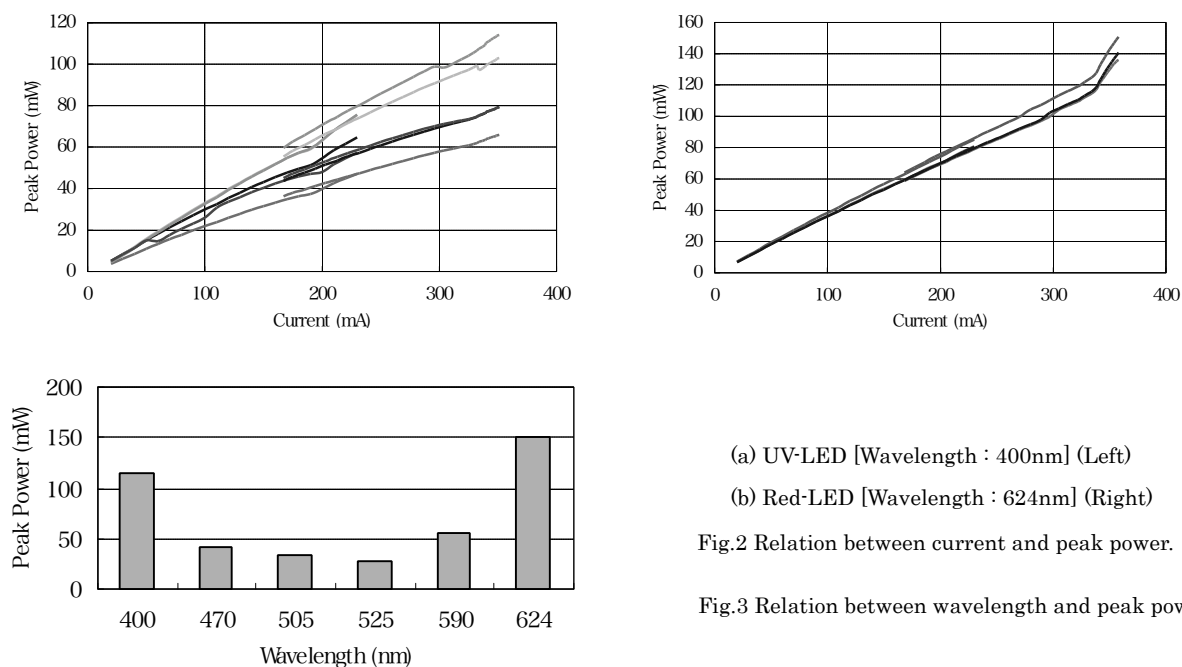 120
100
80
60
40
20
0
Peak Power (mW)
0 100 200 300 400
Current (mA)
160
140
120
100
80
60
40
20
0
Peak Power (mW)
0 100 200 300 400
Current (mA)
200
150
100
50
0
Peak Power (mW)
400 470 505 525 590 624
Wavelength (nm)
(a) UV-LED [Wavelength : 400nm] (Left)
(b) Red-LED [Wavelength : 624nm] (Right)
Fig.2 Relation between current and peak power.
Fig.3 Relation between wavelength and peak pow